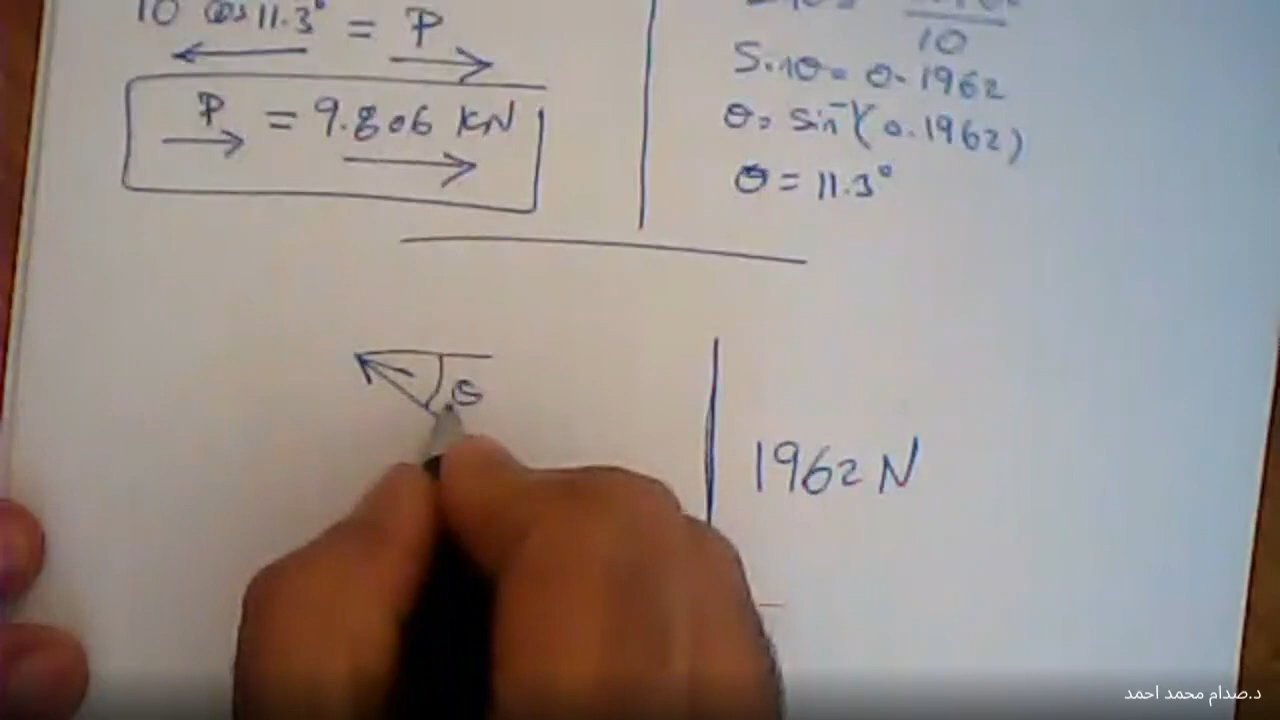 10 cos 11.3° = P
P = 9.806 KN
10
Sinθ = 0.1962
θ = sin⁻¹(0.1962)
θ = 11.3°
θ
1962 N
د.صدام محمد احمد